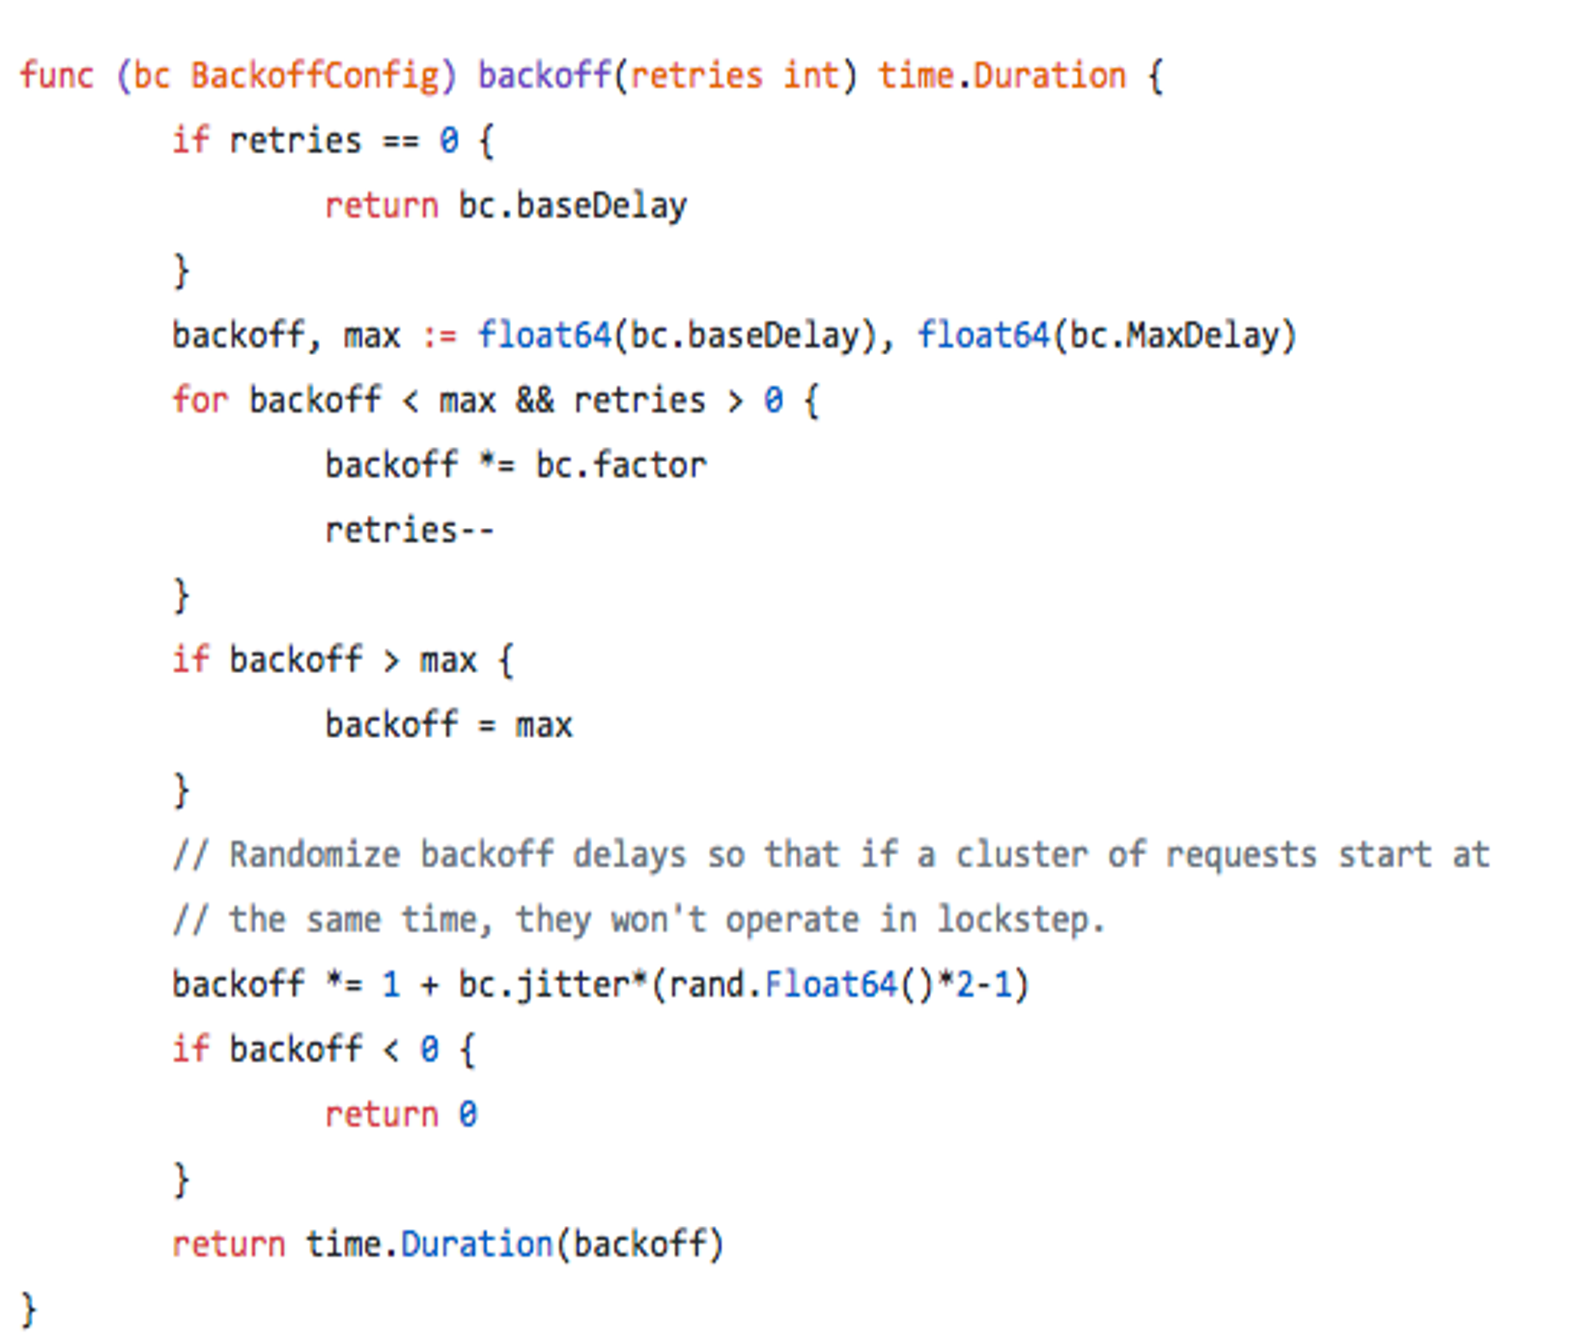 func (bc BackoffConfig) backoff(retries int) time.Duration {
if retries == 0 {
return bc.baseDelay
}
backoff, max := float64(bc.baseDelay), float64(bc.MaxDelay)
for backoff < max && retries > 0 {
backoff *= bc.factor
retries--
}
if backoff > max {
backoff = max
}
// Randomize backoff delays so that if a cluster of requests start at
// the same time, they won't operate in lockstep.
backoff *= 1 + bc.jitter*(rand.Float64()*2-1)
if backoff < 0 {
return 0
}
return time.Duration(backoff)
}